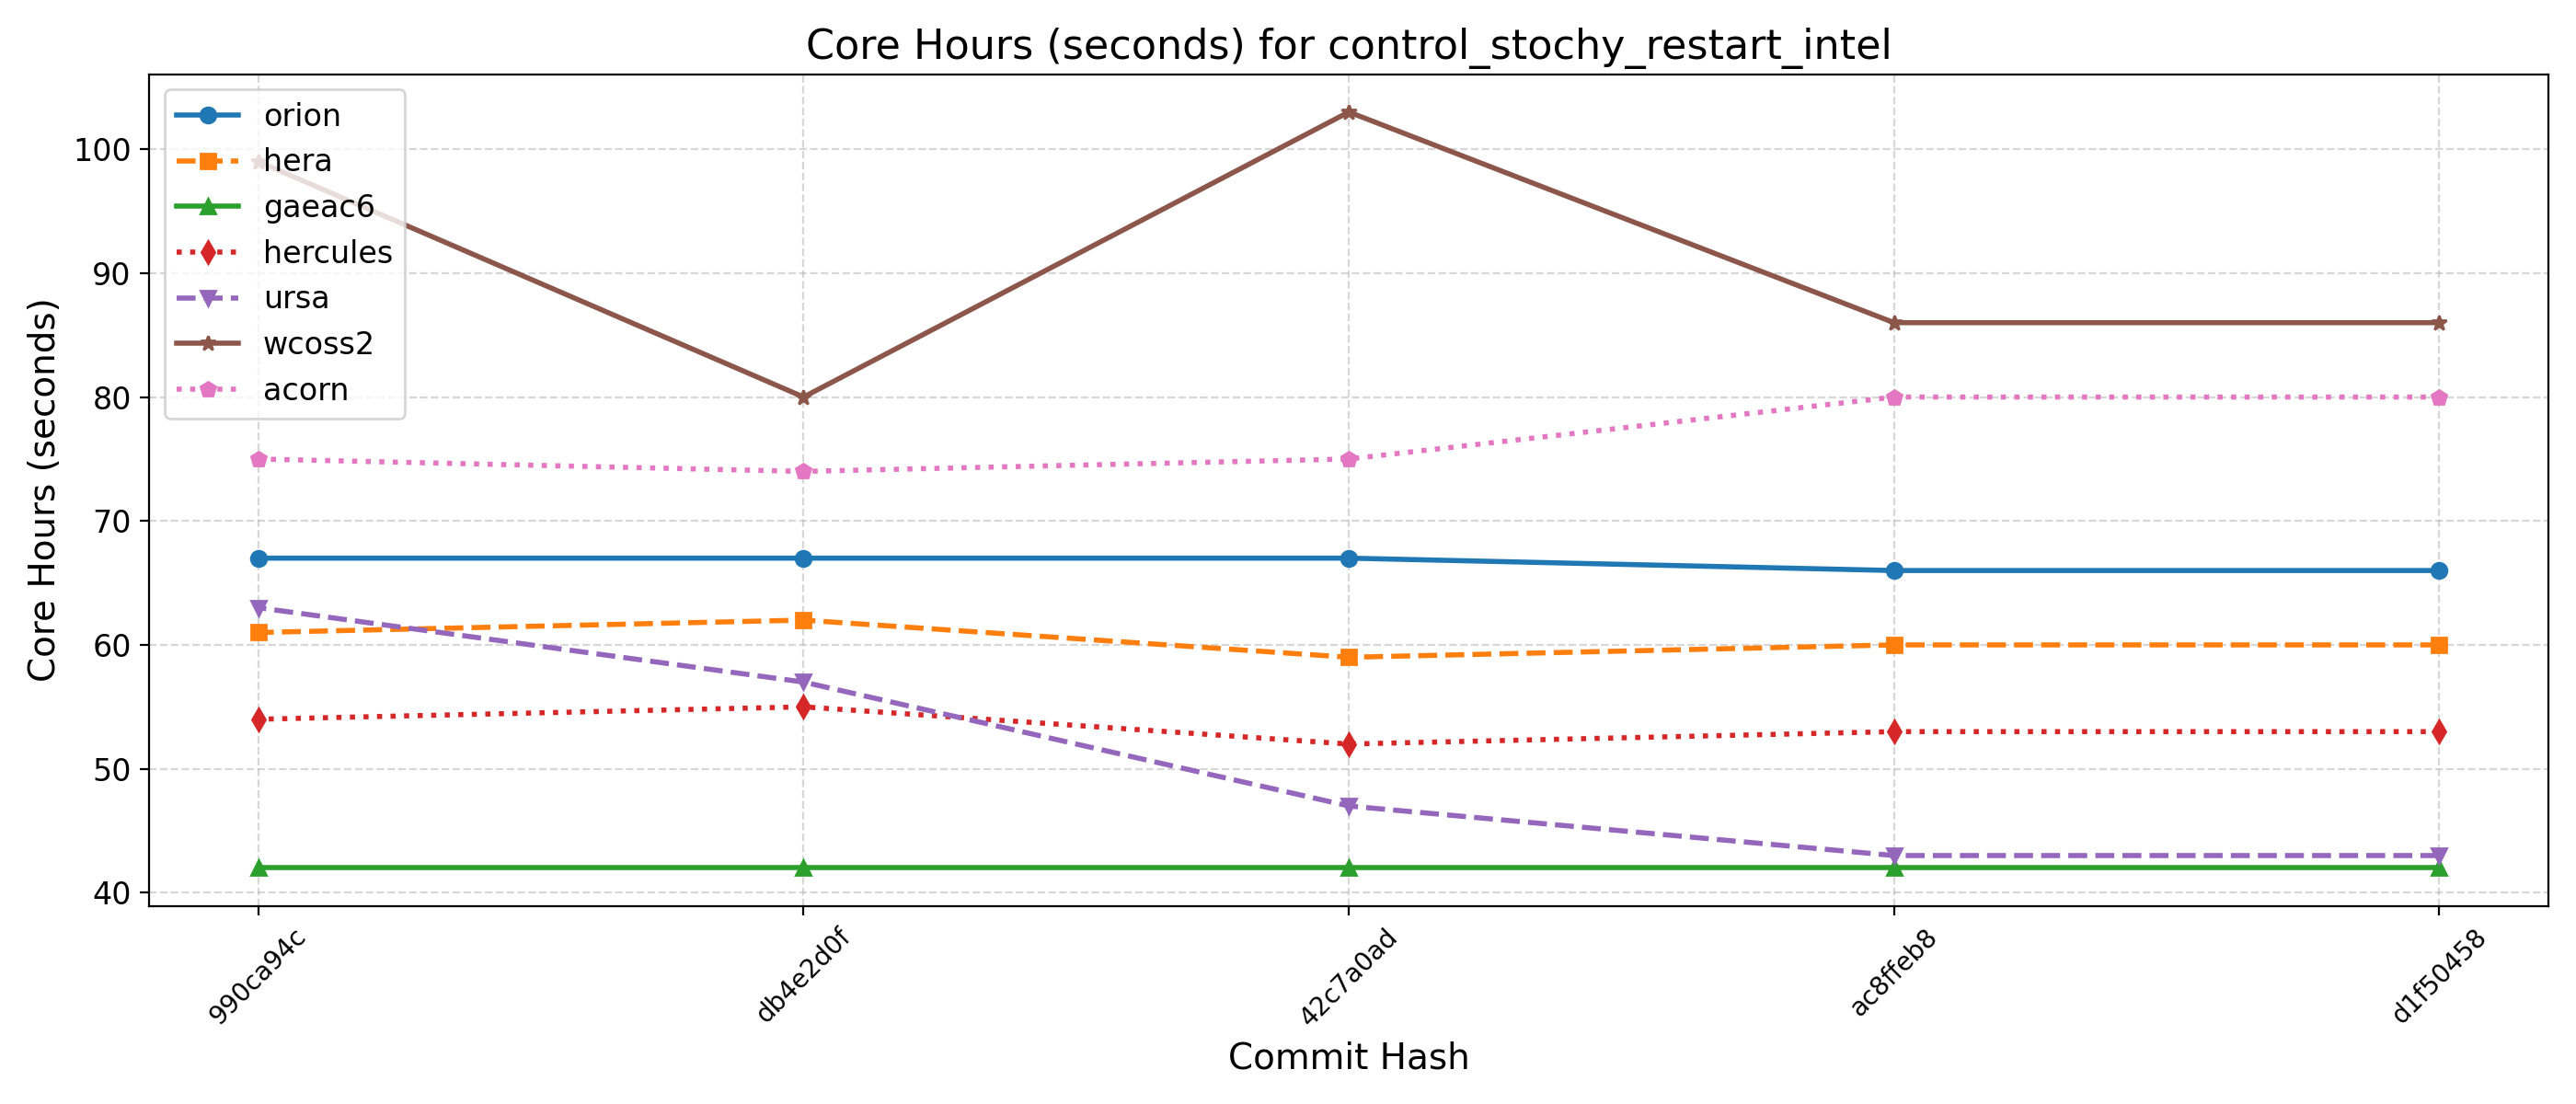 Core Hours (seconds) for control_stochy_restart_intel
orion
hera
gaeac6
hercules
ursa
wcoss2
acorn
Core Hours (seconds)
100
90
80
70
60
50
40
990ca94c
db4e2d0f
42c7a0ad
ac8ffeb8
d1f50458
Commit Hash